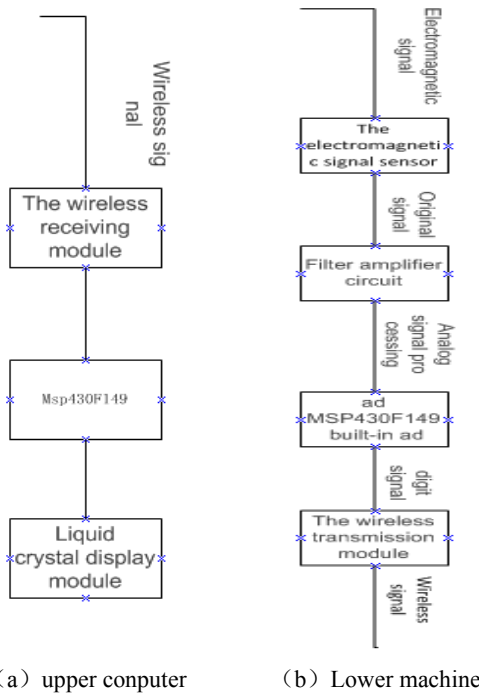 Wireless sig
nal
The wireless
receiving
module
Msp430F149
Liquid
crystal display
module
(a) upper conputer
Electromagnetic
signal
The
electromagneti
c signal sensor
Original
signal
Filter amplifier
circuit
Analog
signal pro
cessing
ad
MSP430F149
built-in ad
digit
signal
The wireless
transmission
module
Wireless
signal
(b) Lower machine